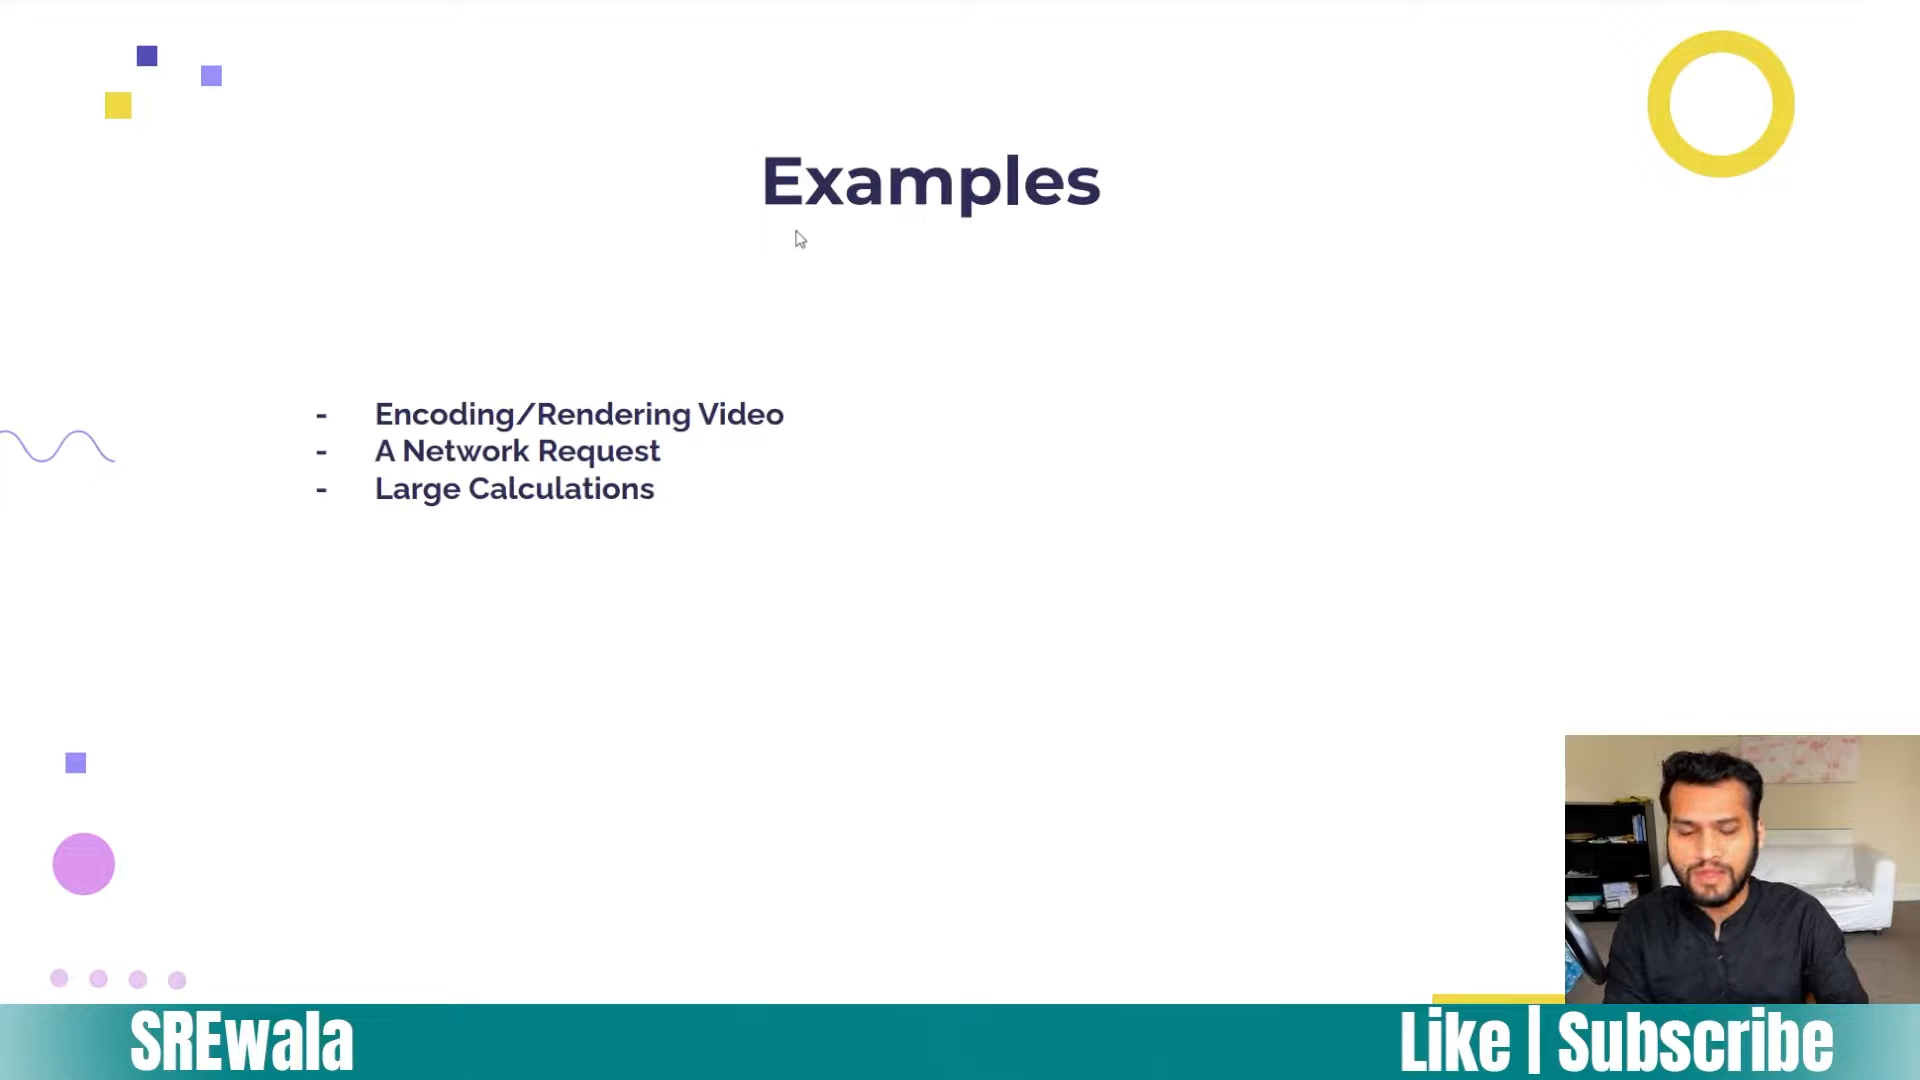 Examples
- Encoding/Rendering Video
- A Network Request
- Large Calculations
SREwala
Like | Subscribe